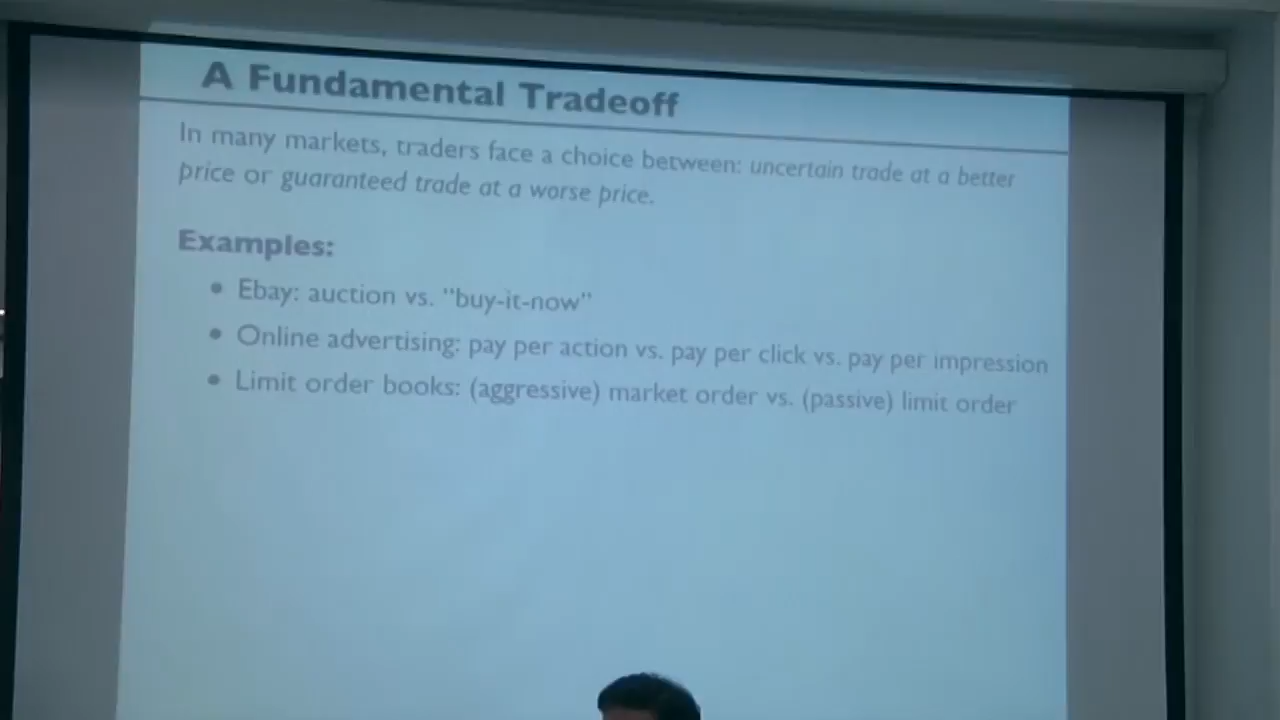 A Fundamental Tradeoff
In many markets, traders face a choice between: uncertain trade at a better
price or guaranteed trade at a worse price.
Examples:
• Ebay: auction vs. "buy-it-now"
• Online advertising: pay per action vs. pay per click vs. pay per impression
• Limit order books: (aggressive) market order vs. (passive) limit order